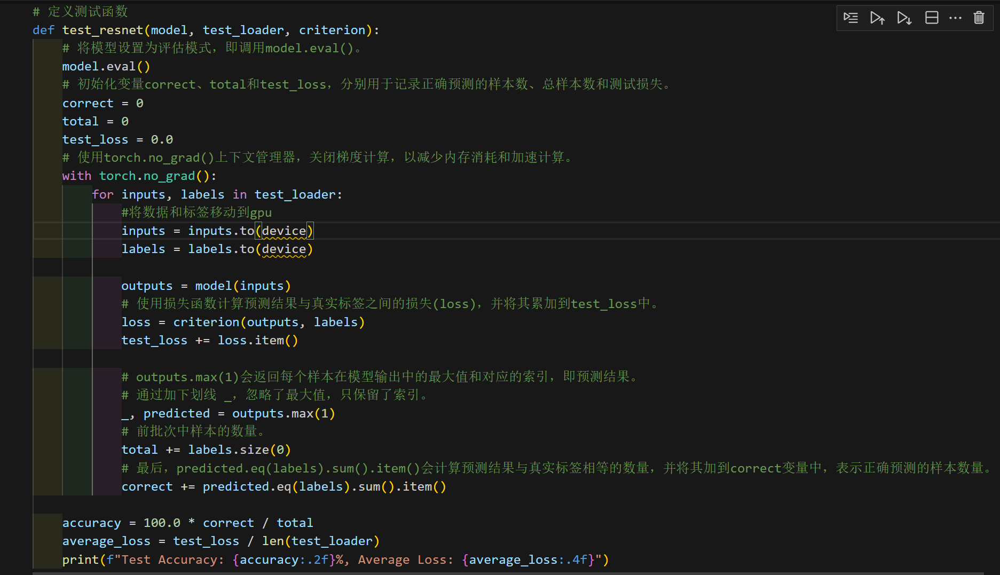 # 定义测试函数
def test_resnet(model, test_loader, criterion):
    # 将模型设置为评估模式，即调用model.eval()。
    model.eval()
    # 初始化变量correct、total和test_loss，分别用于记录正确预测的样本数、总样本数和测试损失。
    correct = 0
    total = 0
    test_loss = 0.0
    # 使用torch.no_grad()上下文管理器，关闭梯度计算，以减少内存消耗和加速计算。
    with torch.no_grad():
        for inputs, labels in test_loader:
            #将数据和标签移动到gpu
            inputs = inputs.to(device)
            labels = labels.to(device)
            outputs = model(inputs)
            # 使用损失函数计算预测结果与真实标签之间的损失(loss)，并将其累加到test_loss中。
            loss = criterion(outputs, labels)
            test_loss += loss.item()
            # outputs.max(1)会返回每个样本在模型输出中的最大值和对应的索引，即预测结果。
            # 通过加下划线 _，忽略了最大值，只保留了索引。
            _, predicted = outputs.max(1)
            # 前批次中样本的数量。
            total += labels.size(0)
            # 最后，predicted.eq(labels).sum().item()会计算预测结果与真实标签相等的数量，并将其加到correct变量中，表示正确预测的样本数量。
            correct += predicted.eq(labels).sum().item()
    accuracy = 100.0 * correct / total
    average_loss = test_loss / len(test_loader)
    print(f"Test Accuracy: {accuracy:.2f}%, Average Loss: {average_loss:.4f}")